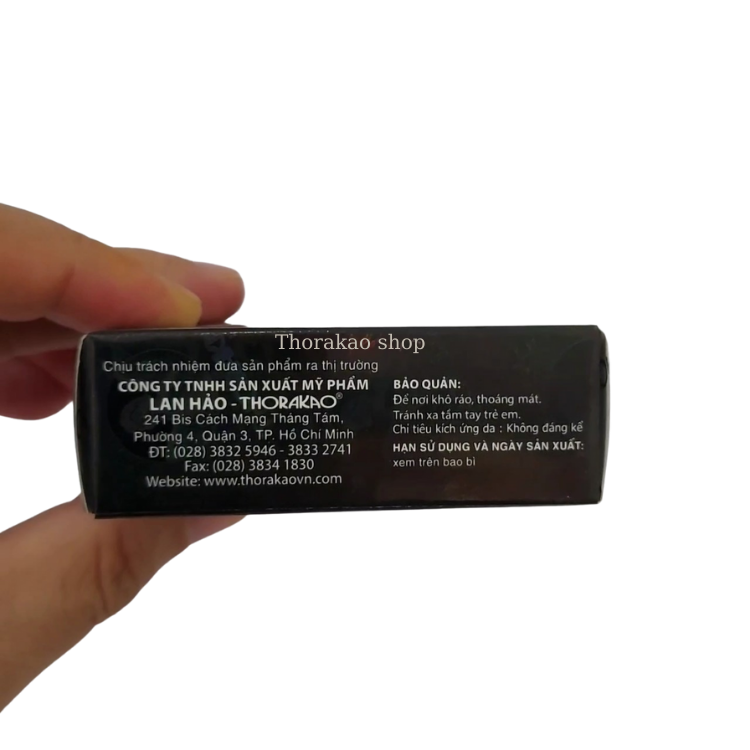 Thorakao shop
Chịu trách nhiệm đưa sản phẩm ra thị trường
CÔNG TY TNHH SẢN XUẤT MỸ PHẨM
LAN HẢO - THORAKAO®
241 Bis Cách Mạng Tháng Tám,
Phường 4, Quận 3, TP. Hồ Chí Minh
ĐT: (028) 3832 5946 - 3833 2741
Fax: (028) 3834 1830
Website: www.thorakaovn.com
BẢO QUẢN:
Để nơi khô ráo, thoáng mát.
Tránh xa tầm tay trẻ em.
Chỉ tiêu kích ứng da : Không đáng kể
HẠN SỬ DỤNG VÀ NGÀY SẢN XUẤT:
xem trên bao bì